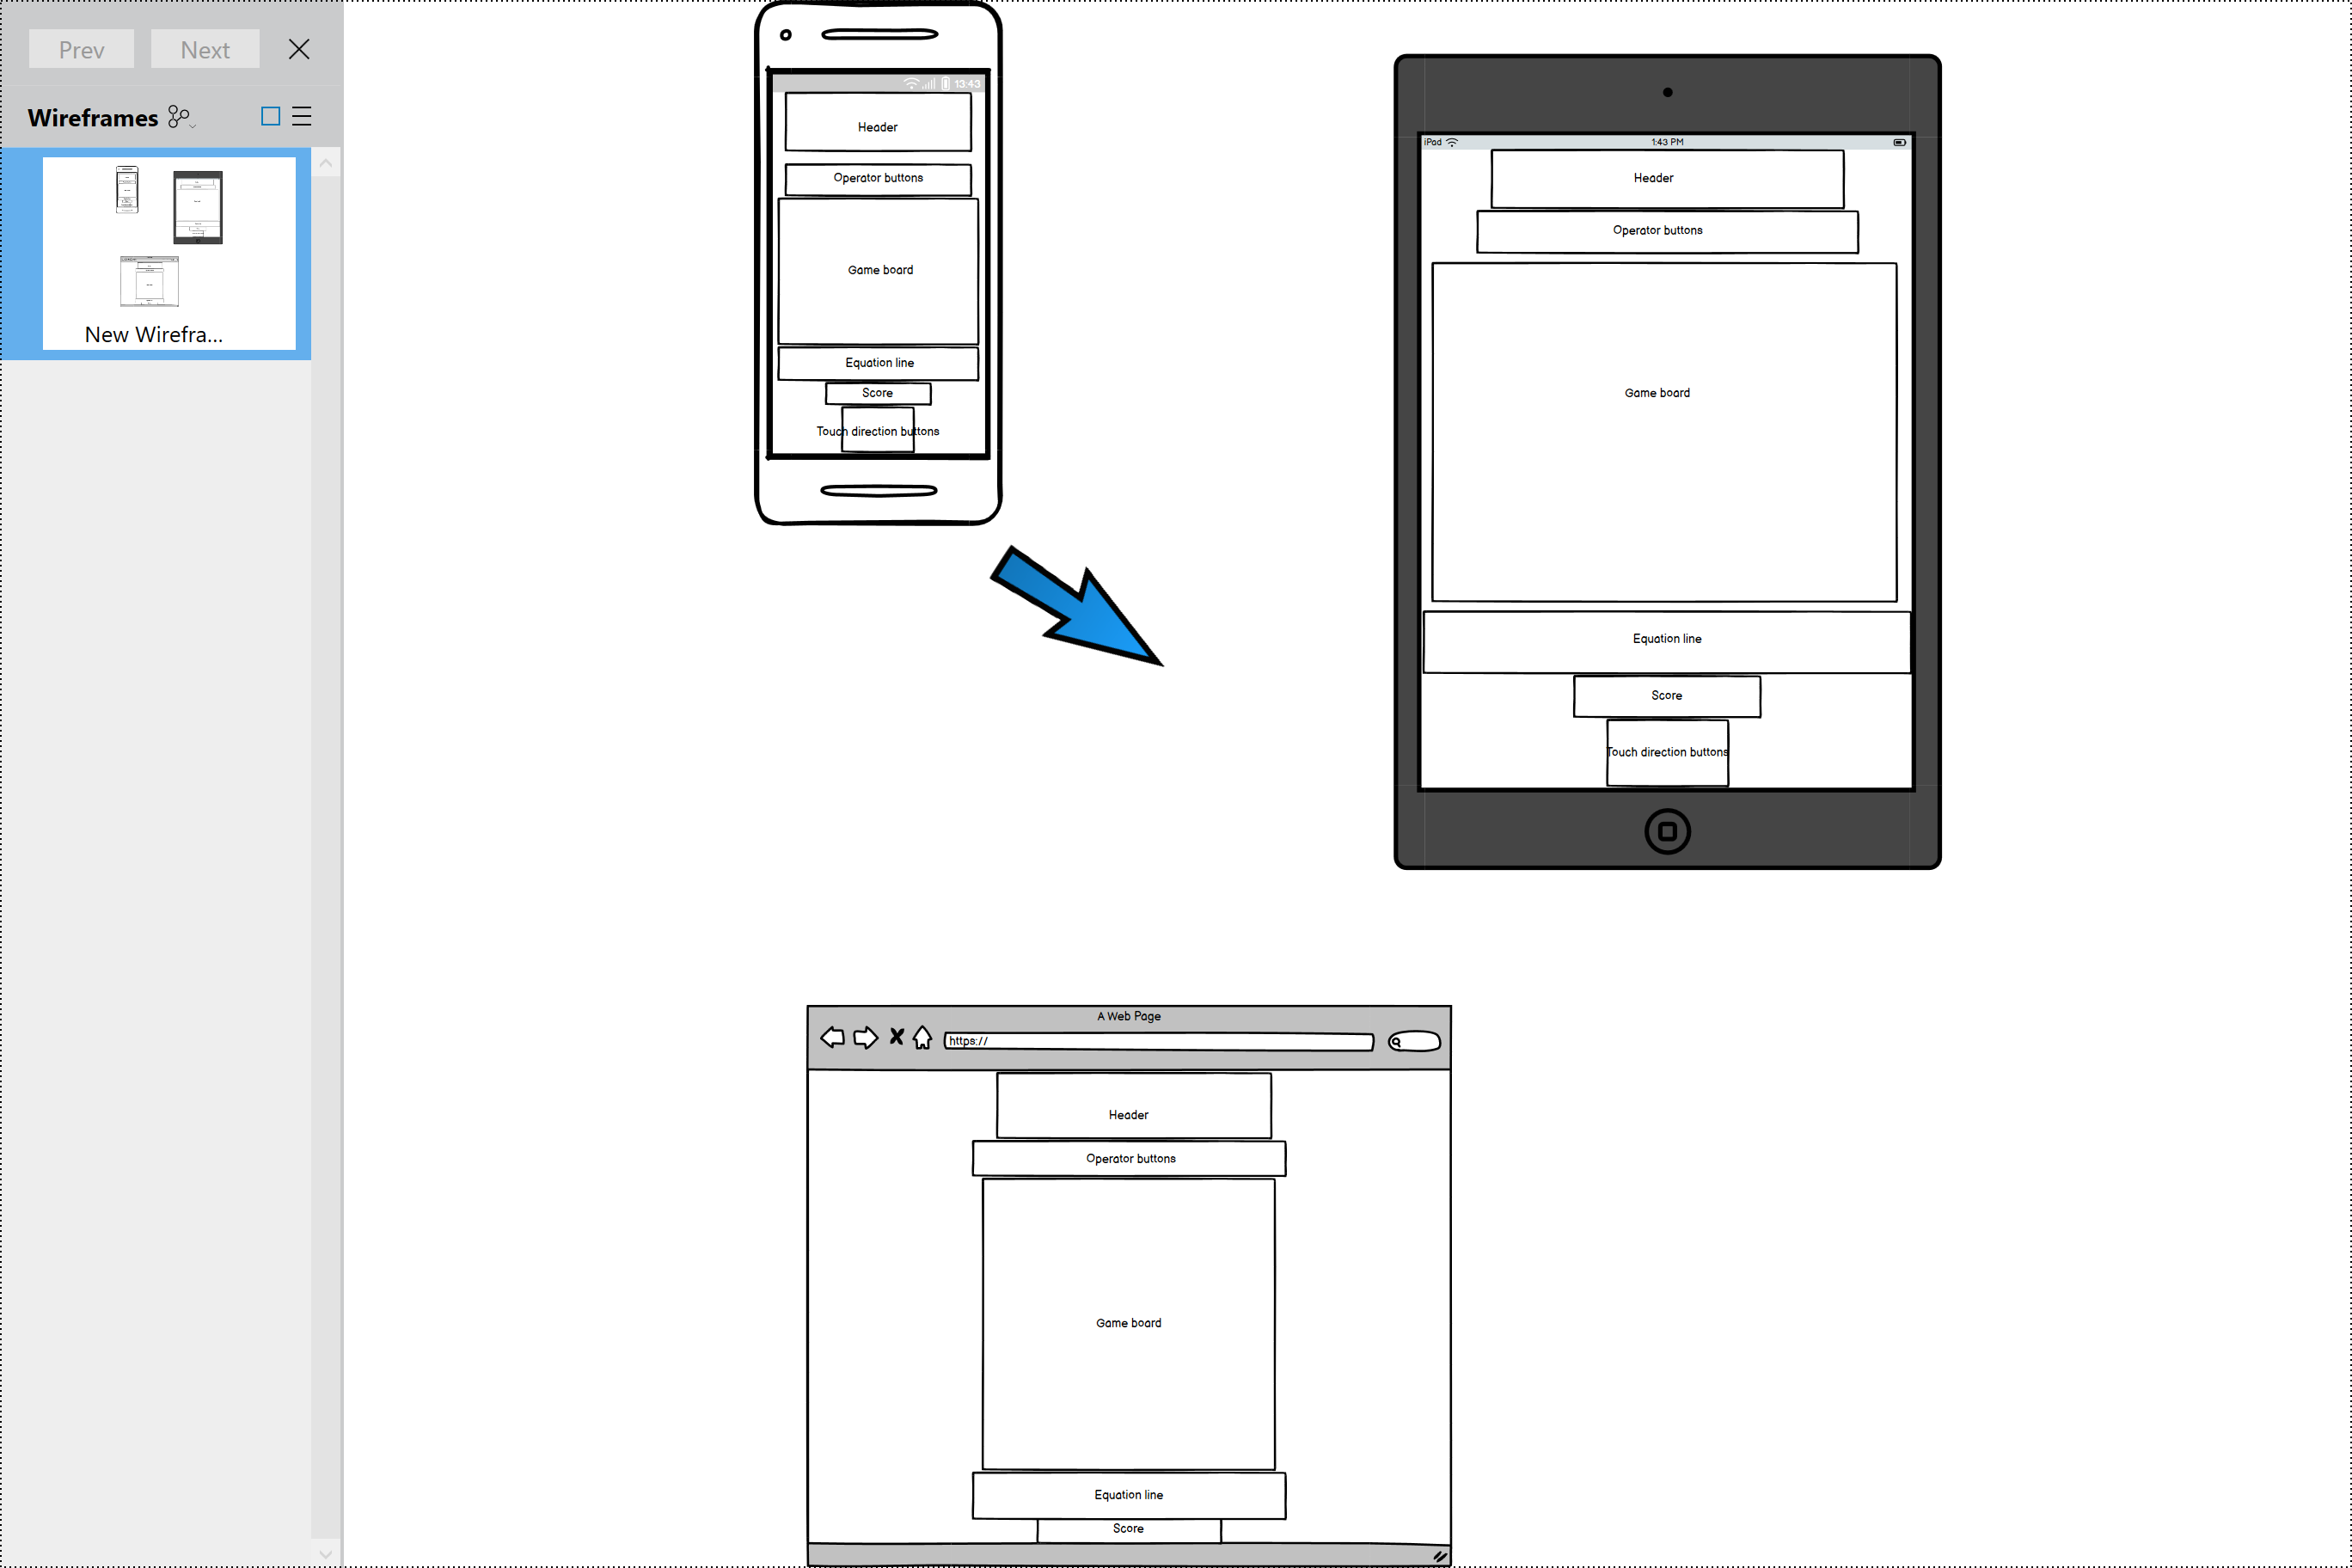 Prev Next
Wireframes
New Wirefra...
13:43
Header
Operator buttons
Game board
Equation line
Score
Touch direction buttons
iPad 1:43 PM
Header
Operator buttons
Game board
Equation line
Score
Touch direction buttons
A Web Page
https://
Header
Operator buttons
Game board
Equation line
Score